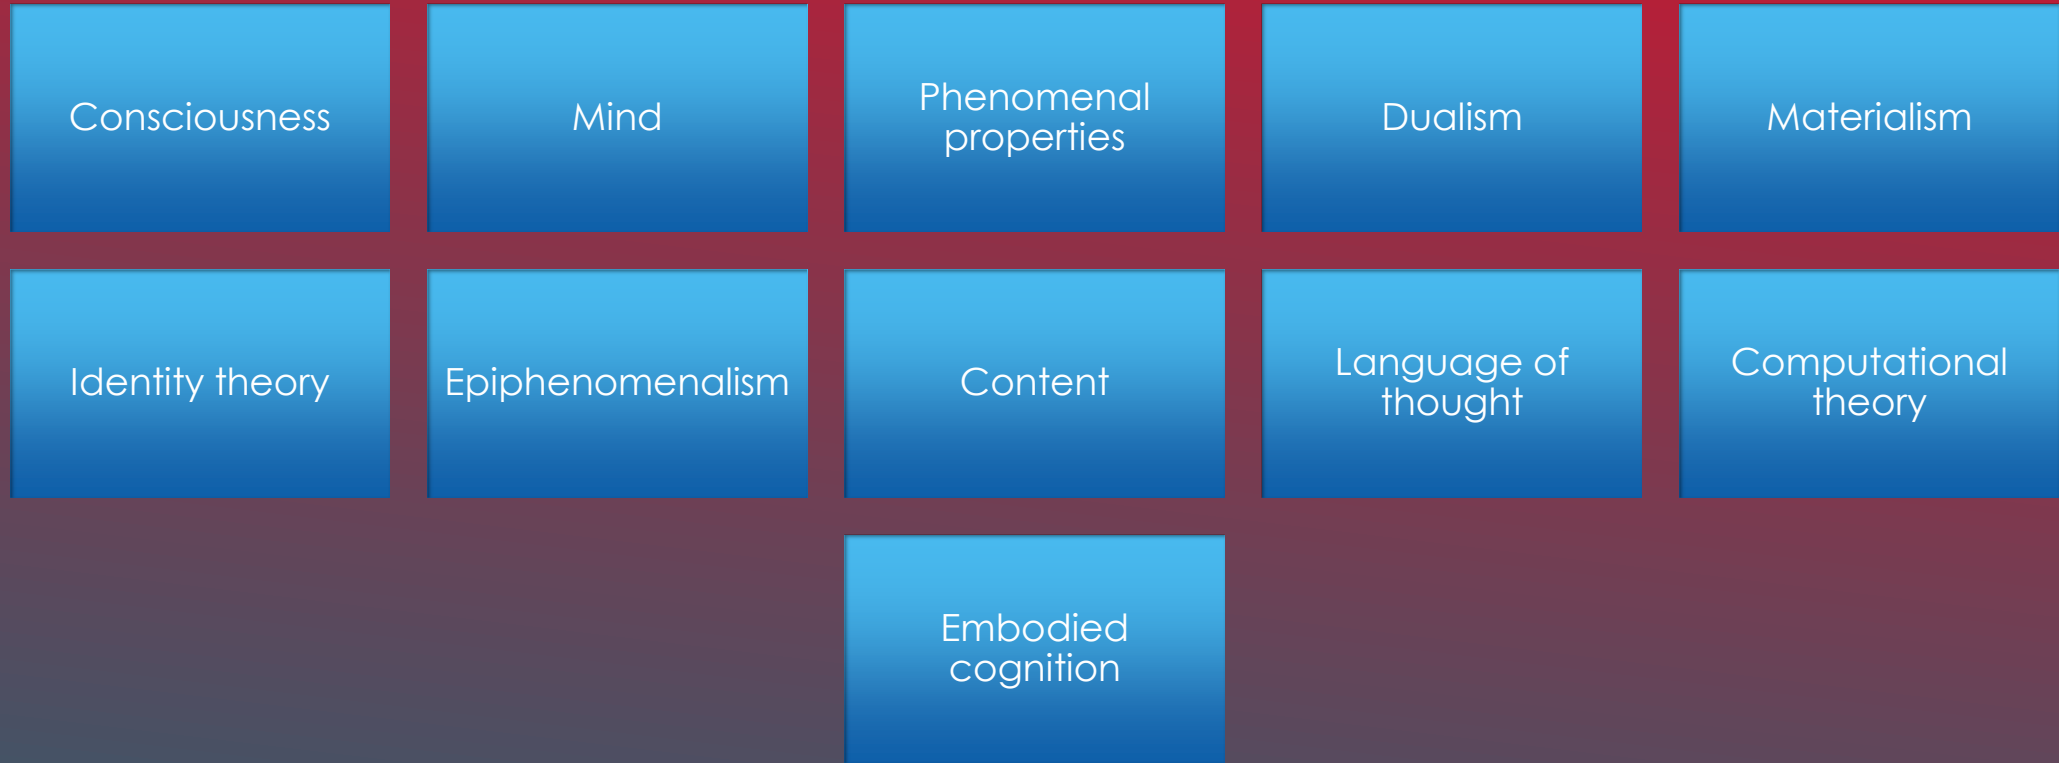 Consciousness
Mind
Phenomenal
properties
Dualism
Materialism
Identity theory
Epiphenomenalism
Content
Language of
thought
Computational
theory
Embodied
cognition